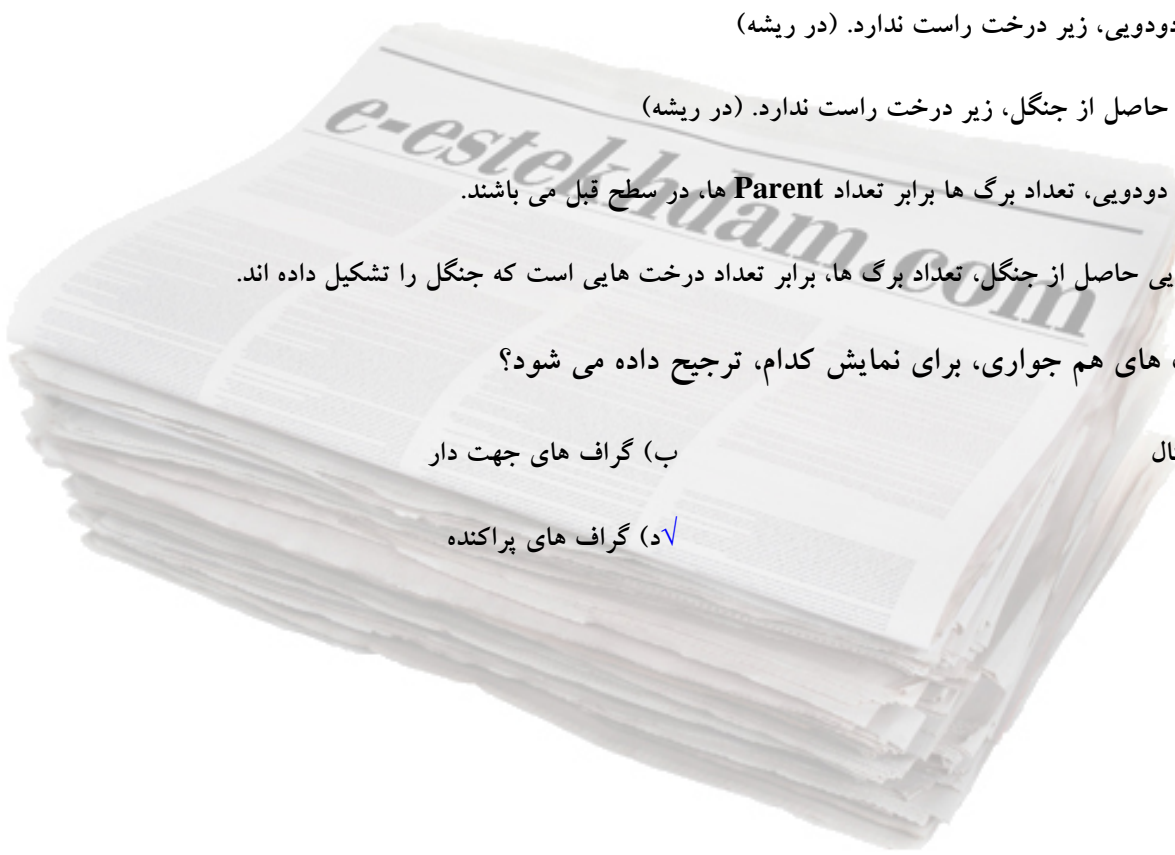 دودویی، زیر درخت راست ندارد. (در ریشه)
حاصل از جنگل، زیر درخت راست ندارد. (در ریشه)
e-estekhdam.com
دودویی، تعداد برگ ها برابر تعداد Parent ها، در سطح قبل می باشند.
یی حاصل از جنگل، تعداد برگ ها، برابر تعداد درخت هایی است که جنگل را تشکیل داده اند.
های هم جواری، برای نمایش کدام، ترجیح داده می شود؟
ب) گراف های جهت دار
√د) گراف های پراکنده